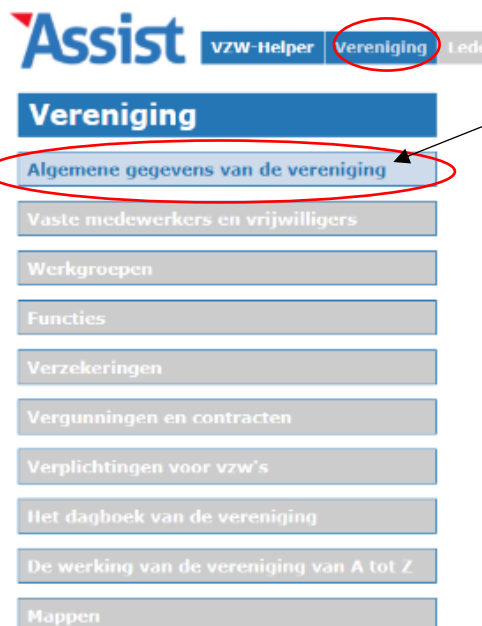 Assist VZW-Helper Vereniging Lede
Vereniging
Algemene gegevens van de vereniging
Vaste medewerkers en vrijwilligers
Werkgroepen
Functies
Verzekeringen
Vergunningen en contracten
Verplichtingen voor vzw's
Het dagboek van de vereniging
De werking van de vereniging van A tot Z
Mappen